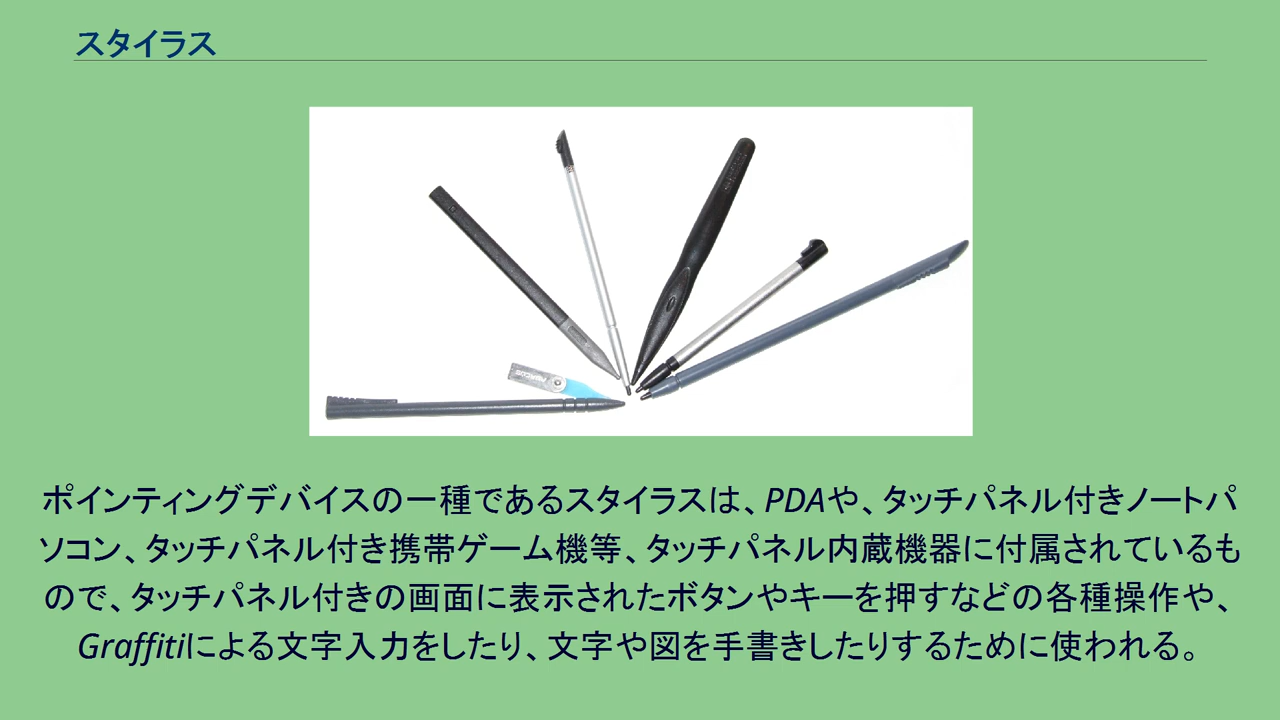 スタイラス
ポインティングデバイスの一種であるスタイラスは、PDAや、タッチパネル付きノートパ
ソコン、タッチパネル付き携帯ゲーム機等、タッチパネル内蔵機器に付属されているも
ので、タッチパネル付きの画面に表示されたボタンやキーを押すなどの各種操作や、
Graffitiによる文字入力をしたり、文字や図を手書きしたりするために使われる。